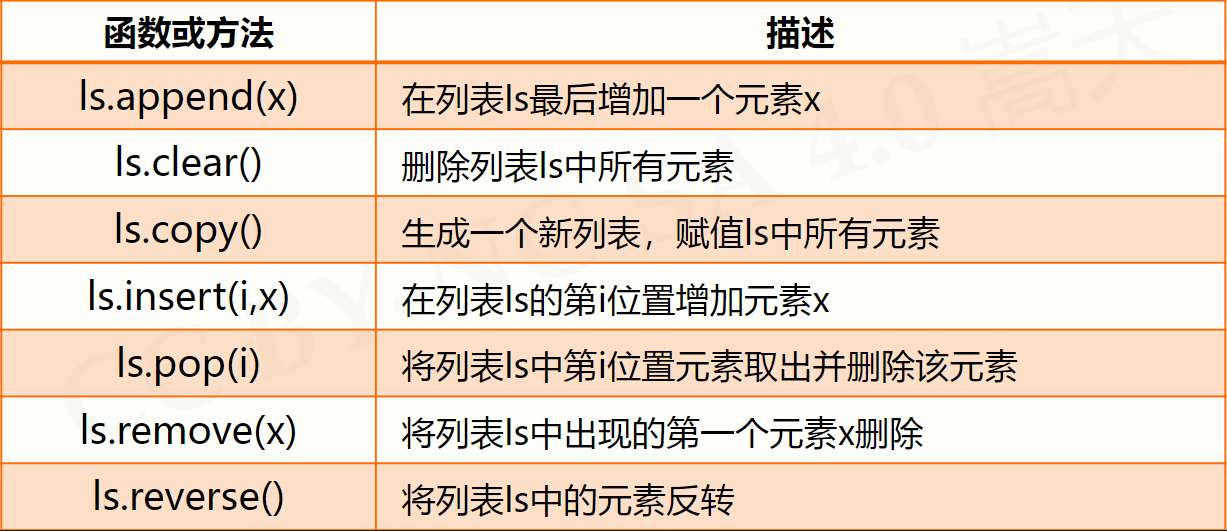 函数或方法 描述
ls.append(x) 在列表ls最后增加一个元素x
ls.clear() 删除列表ls中所有元素
ls.copy() 生成一个新列表，赋值ls中所有元素
ls.insert(i,x) 在列表ls的第i位置增加元素x
ls.pop(i) 将列表ls中第i位置元素取出并删除该元素
ls.remove(x) 将列表ls中出现的第一个元素x删除
ls.reverse() 将列表ls中的元素反转
CC BY-NC SA 4.0 嵩天